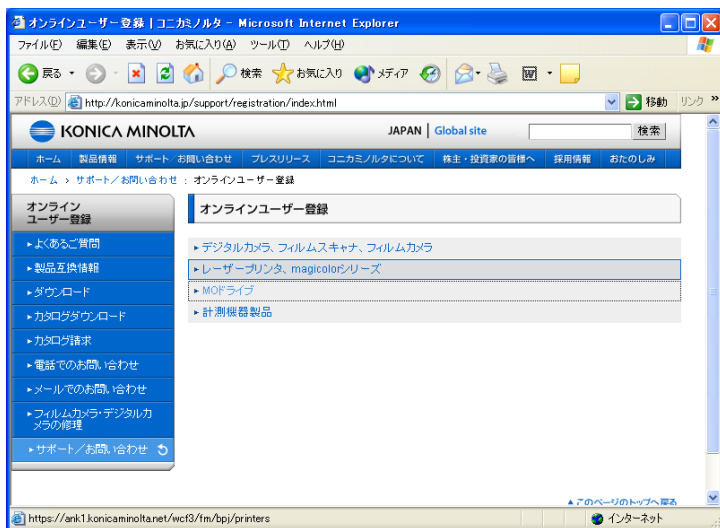 オンラインユーザー登録 | コニカミノルタ - Microsoft Internet Explorer
ファイル(F) 編集(E) 表示(V) お気に入り(A) ツール(T) ヘルプ(H)
戻る 検索 お気に入り メディア
アドレス(D) http://konicaminolta.jp/support/registration/index.html 移動 リンク »
KONICA MINOLTA JAPAN | Global site 検索
ホーム 製品情報 サポート/お問い合わせ プレスリリース コニカミノルタについて 株主・投資家の皆様へ 採用情報 おたのしみ
ホーム > サポート/お問い合わせ : オンラインユーザー登録
オンライン
ユーザー登録
オンラインユーザー登録
よくあるご質問
製品互換情報
ダウンロード
カタログダウンロード
カタログ請求
電話でのお問い合わせ
メールでのお問い合わせ
フィルムカメラ・デジタルカ
メラの修理
サポート/お問い合わせ
デジタルカメラ、フィルムスキャナ、フィルムカメラ
レーザープリンタ、magicolorシリーズ
MOドライブ
計測機器製品
▲このページのトップへ戻る
https://ank1.konicaminolta.net/wcf3/fm/bpj/printers インターネット